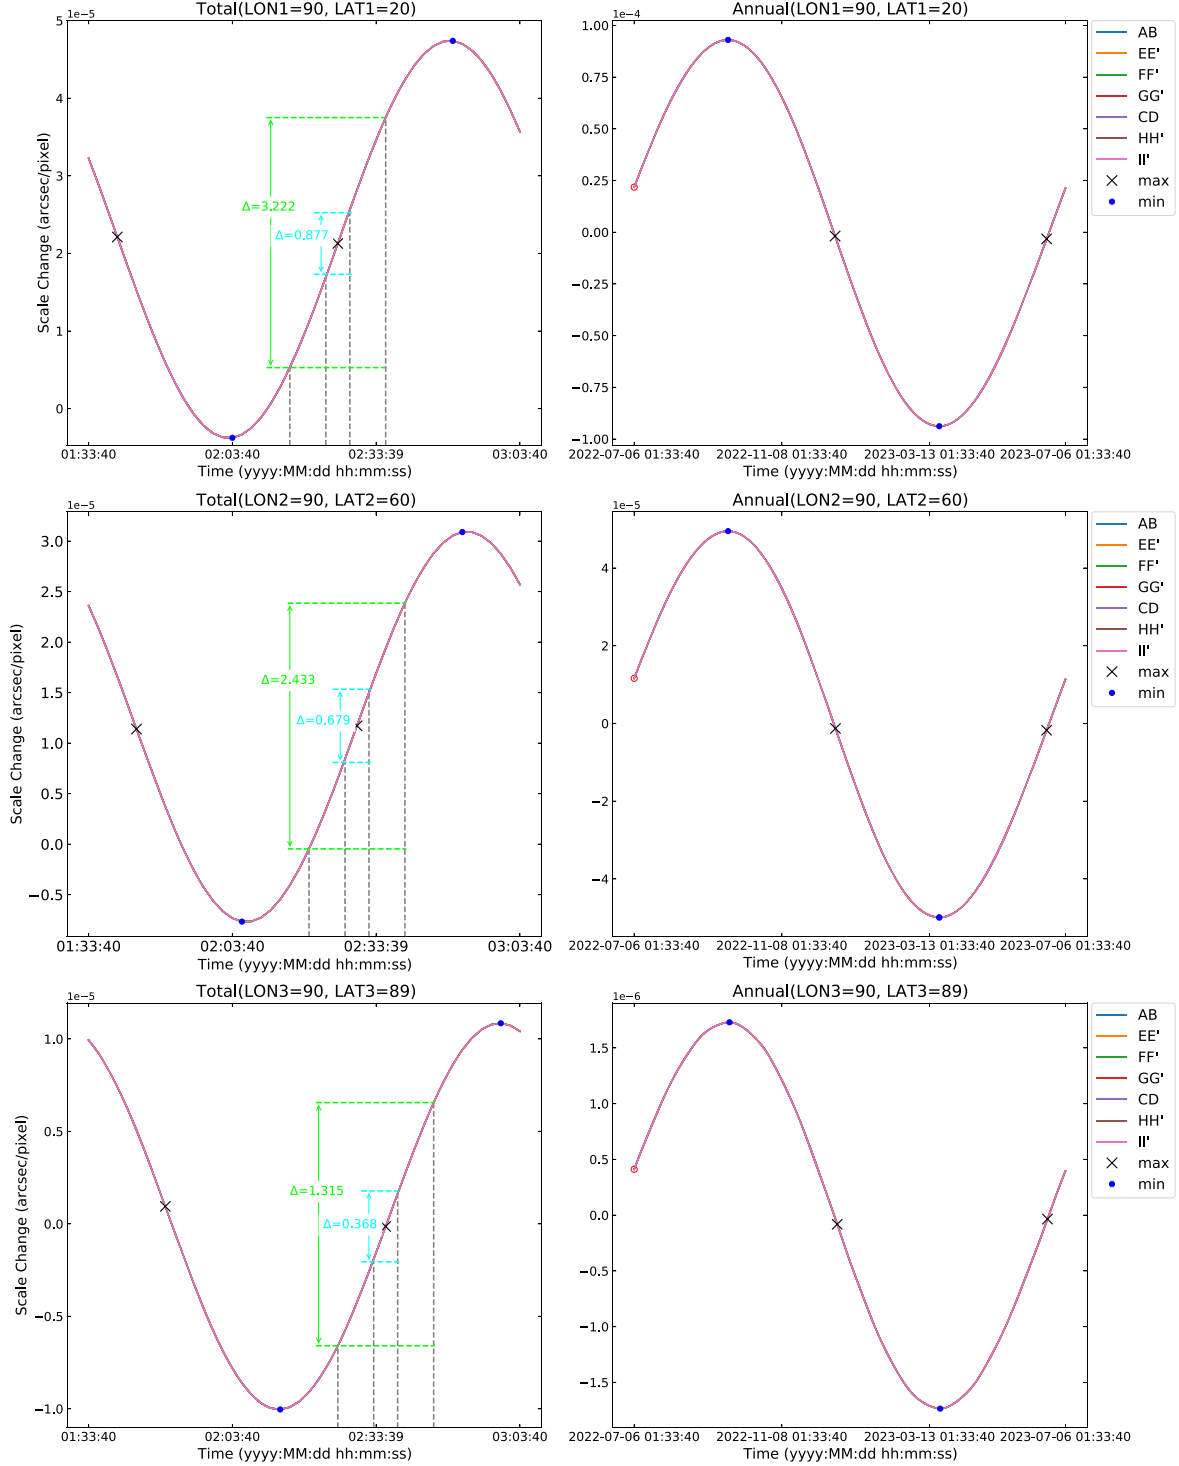 Total(LON1=90, LAT1=20)
1e−5
5
4
3
2
1
0
Scale Change (arcsec/pixel)
Δ=3.222
Δ=0.877
01:33:40 02:03:40 02:33:39 03:03:40
Time (yyyy:MM:dd hh:mm:ss)
Annual(LON1=90, LAT1=20)
1e−4
1.00
0.75
0.50
0.25
0.00
−0.25
−0.50
−0.75
−1.00
2022-07-06 01:33:40 2022-11-08 01:33:40 2023-03-13 01:33:40 2023-07-06 01:33:40
Time (yyyy:MM:dd hh:mm:ss)
AB
EE'
FF'
GG'
CD
HH'
II'
max
min
Total(LON2=90, LAT2=60)
1e−5
3.0
2.5
2.0
1.5
1.0
0.5
0.0
−0.5
Scale Change (arcsec/pixel)
Δ=2.433
Δ=0.679
01:33:40 02:03:40 02:33:39 03:03:40
Time (yyyy:MM:dd hh:mm:ss)
Annual(LON2=90, LAT2=60)
1e−5
4
2
0
−2
−4
2022-07-06 01:33:40 2022-11-08 01:33:40 2023-03-13 01:33:40 2023-07-06 01:33:40
Time (yyyy:MM:dd hh:mm:ss)
AB
EE'
FF'
GG'
CD
HH'
II'
max
min
Total(LON3=90, LAT3=89)
1e−5
1.0
0.5
0.0
−0.5
−1.0
Scale Change (arcsec/pixel)
Δ=1.315
Δ=0.368
01:33:40 02:03:40 02:33:39 03:03:40
Time (yyyy:MM:dd hh:mm:ss)
Annual(LON3=90, LAT3=89)
1e−6
1.5
1.0
0.5
0.0
−0.5
−1.0
−1.5
2022-07-06 01:33:40 2022-11-08 01:33:40 2023-03-13 01:33:40 2023-07-06 01:33:40
Time (yyyy:MM:dd hh:mm:ss)
AB
EE'
FF'
GG'
CD
HH'
II'
max
min